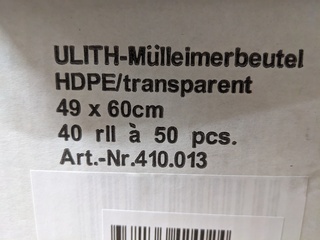 ULITH-Mülleimerbeutel
HDPE/transparent
49 x 60cm
40 rll à 50 pcs.
Art.-Nr.410.013